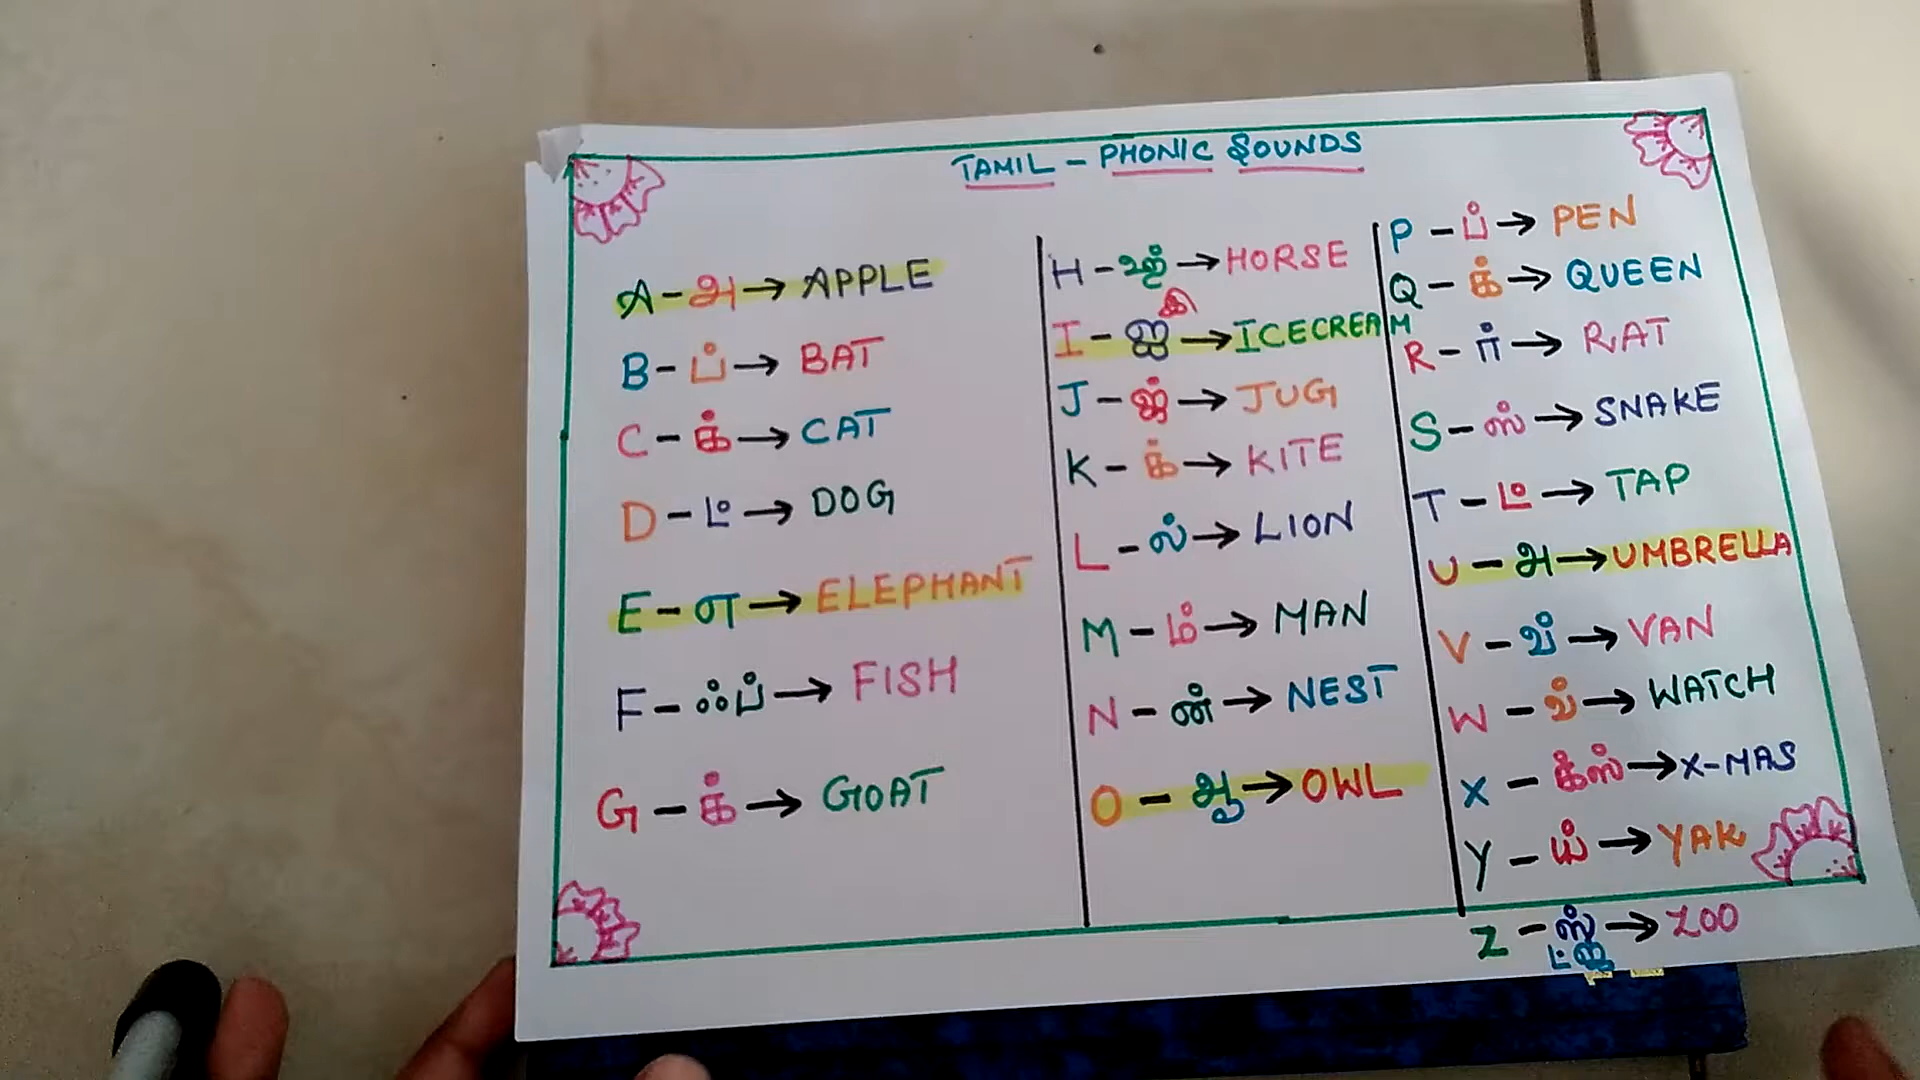 TAMIL - PHONIC SOUNDS
A - அ → APPLE
B - ப் → BAT
C - க் → CAT
D - ட் → DOG
E - எ → ELEPHANT
F - ஃப் → FISH
G - க் → GOAT
H - ஹ் → HORSE
இ
I - ஐ → ICECREAM
J - ஜ் → JUG
K - க் → KITE
L - ல் → LION
M - ம் → MAN
N - ன் → NEST
O - ஆ → OWL
P - ப் → PEN
Q - க் → QUEEN
R - ர் → RAT
S - ஸ் → SNAKE
T - ட் → TAP
U - அ → UMBRELLA
V - வ் → VAN
W - வ் → WATCH
X - க்ஸ் → X-MAS
Y - ய் → YAK
Z - ஸ் → ZOO